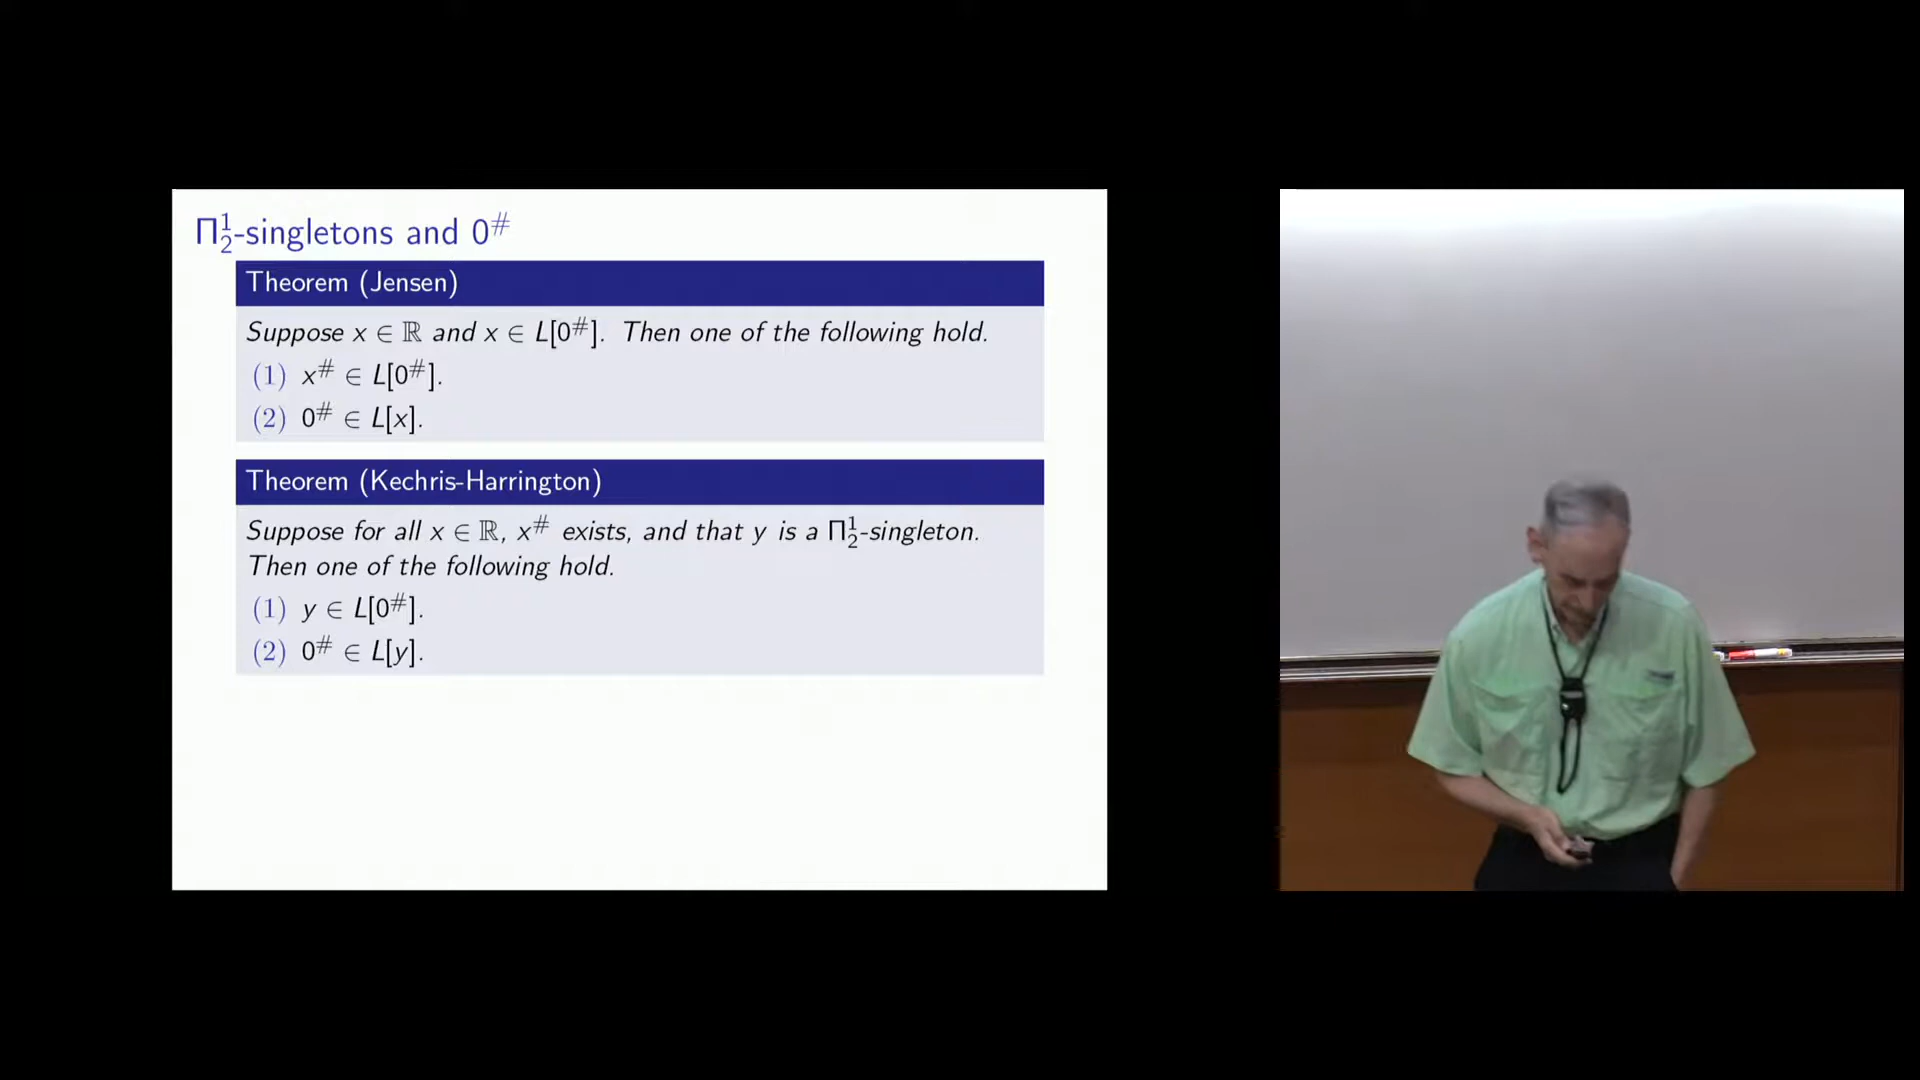 Π¹₂-singletons and 0^#
Theorem (Jensen)
Suppose x ∈ ℝ and x ∈ L[0^#]. Then one of the following hold.
(1) x^# ∈ L[0^#].
(2) 0^# ∈ L[x].
Theorem (Kechris-Harrington)
Suppose for all x ∈ ℝ, x^# exists, and that y is a Π¹₂-singleton.
Then one of the following hold.
(1) y ∈ L[0^#].
(2) 0^# ∈ L[y].